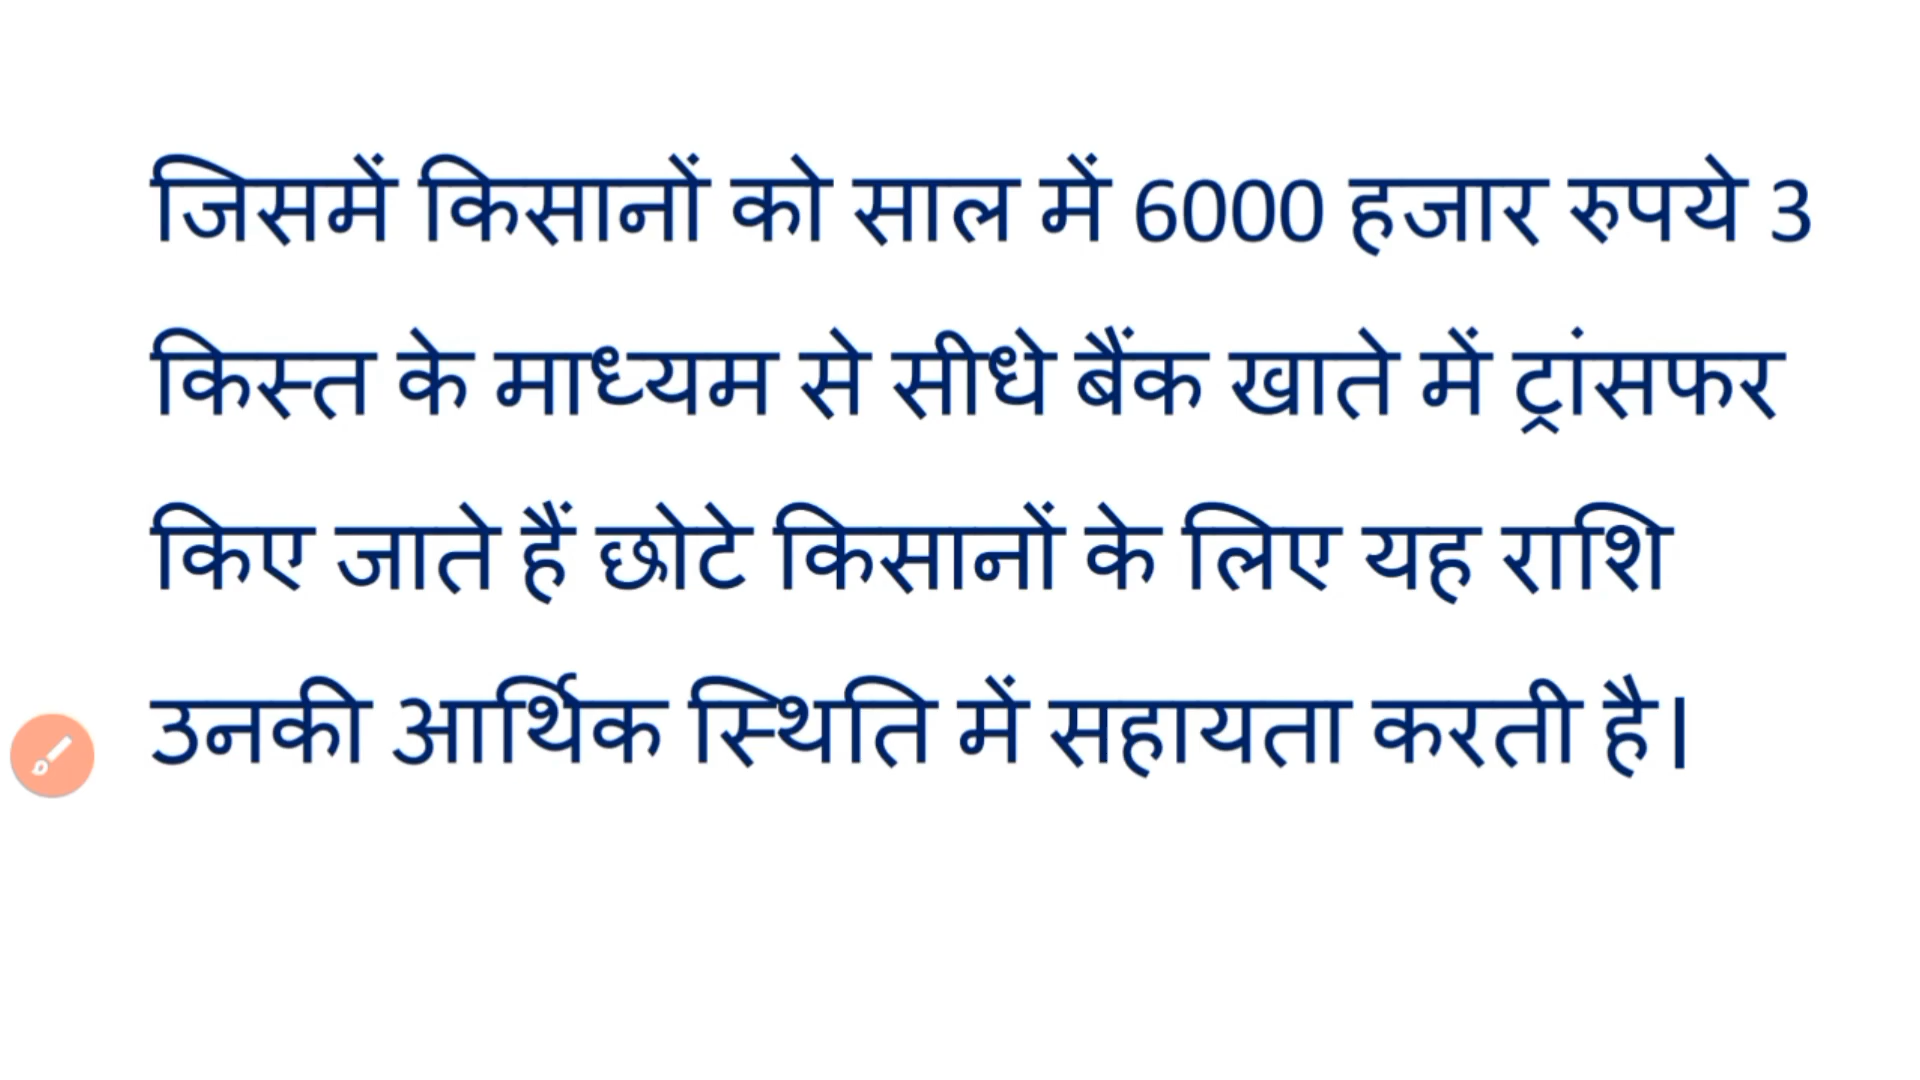 जिसमें किसानों को साल में 6000 हजार रुपये 3
किस्त के माध्यम से सीधे बैंक खाते में ट्रांसफर
किए जाते हैं छोटे किसानों के लिए यह राशि
उनकी आर्थिक स्थिति में सहायता करती है।